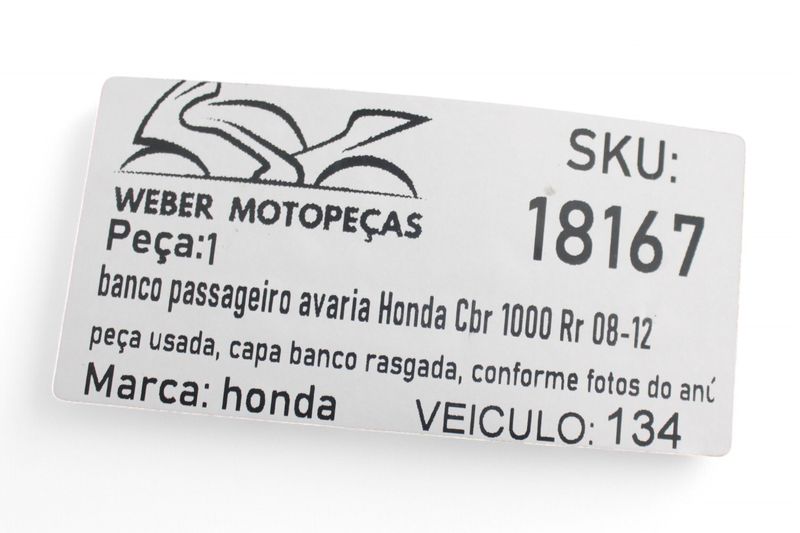 WEBER MOTOPEÇAS
SKU:
18167
Peça:1
banco passageiro avaria Honda Cbr 1000 Rr 08-12
peça usada, capa banco rasgada, conforme fotos do anú
Marca: honda
VEICULO: 134